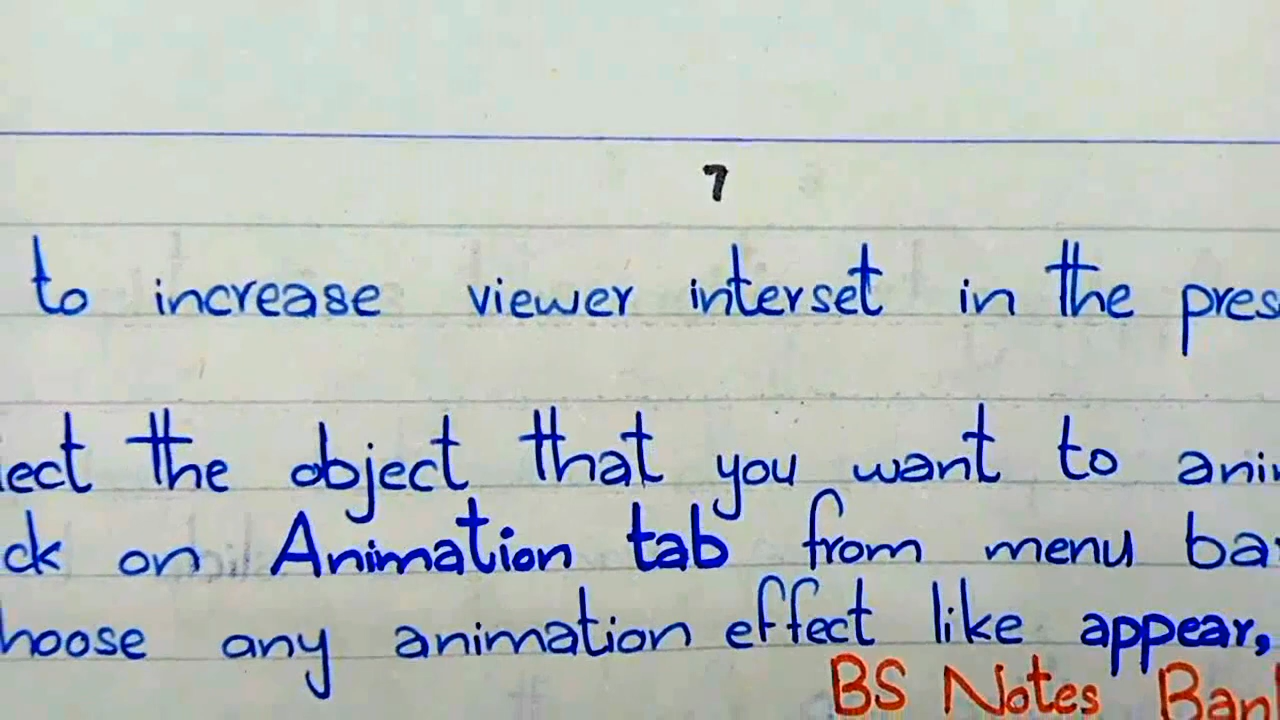 7
to increase viewer interset in the pres
ect the object that you want to ani
ck on Animation tab from menu ba
hoose any animation effect like appear,
BS Notes Ban